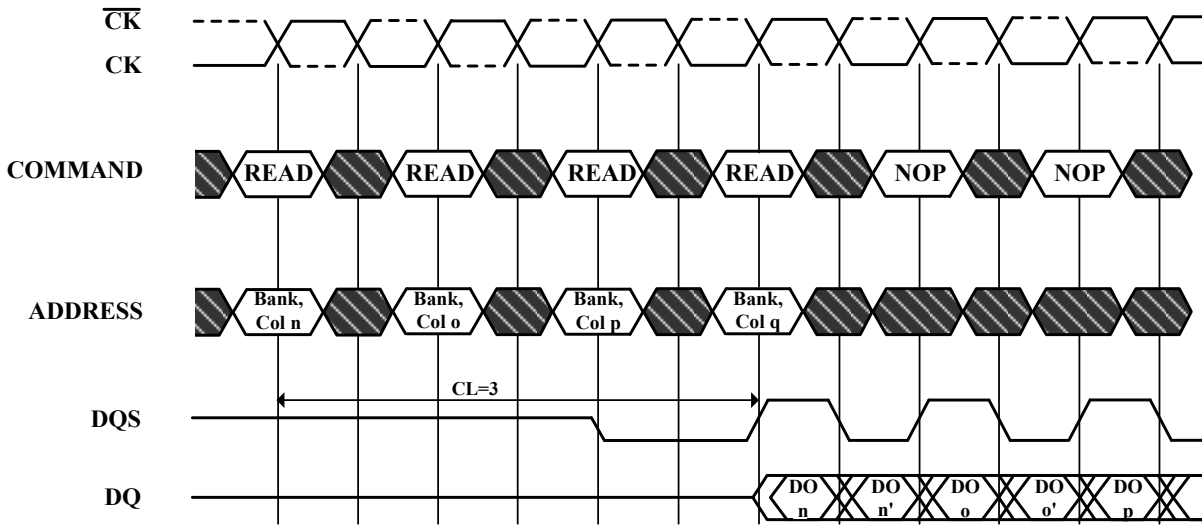 CK
CK
COMMAND
READ
READ
READ
READ
NOP
NOP
ADDRESS
Bank,
Col n
Bank,
Col o
Bank,
Col p
Bank,
Col q
CL=3
DQS
DQ
DO
n
DO
n'
DO
o
DO
o'
DO
p